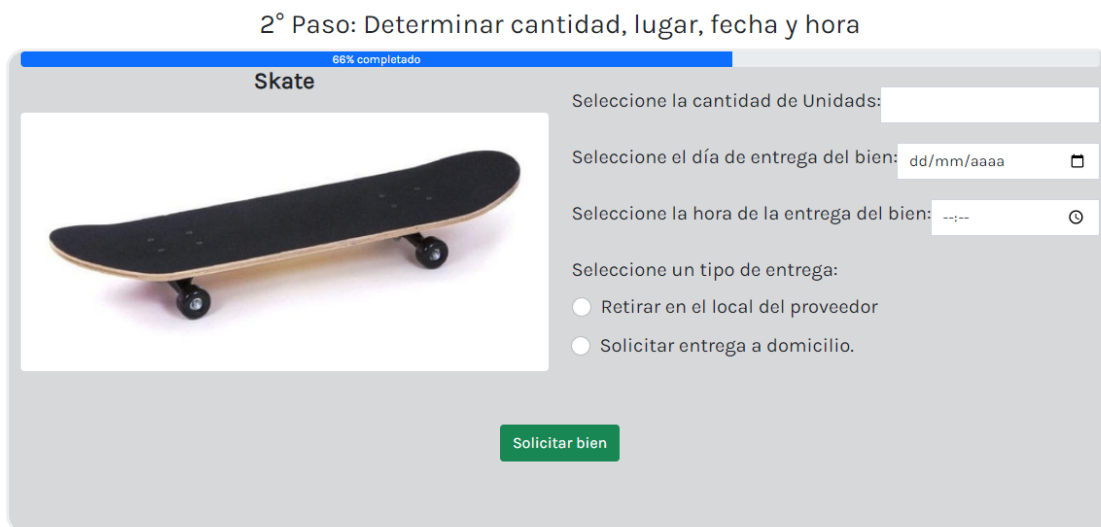 2° Paso: Determinar cantidad, lugar, fecha y hora
66% completado
Skate
Seleccione la cantidad de Unidads:
Seleccione el día de entrega del bien: dd/mm/aaaa
Seleccione la hora de la entrega del bien: --:--
Seleccione un tipo de entrega:
Retirar en el local del proveedor
Solicitar entrega a domicilio.
Solicitar bien